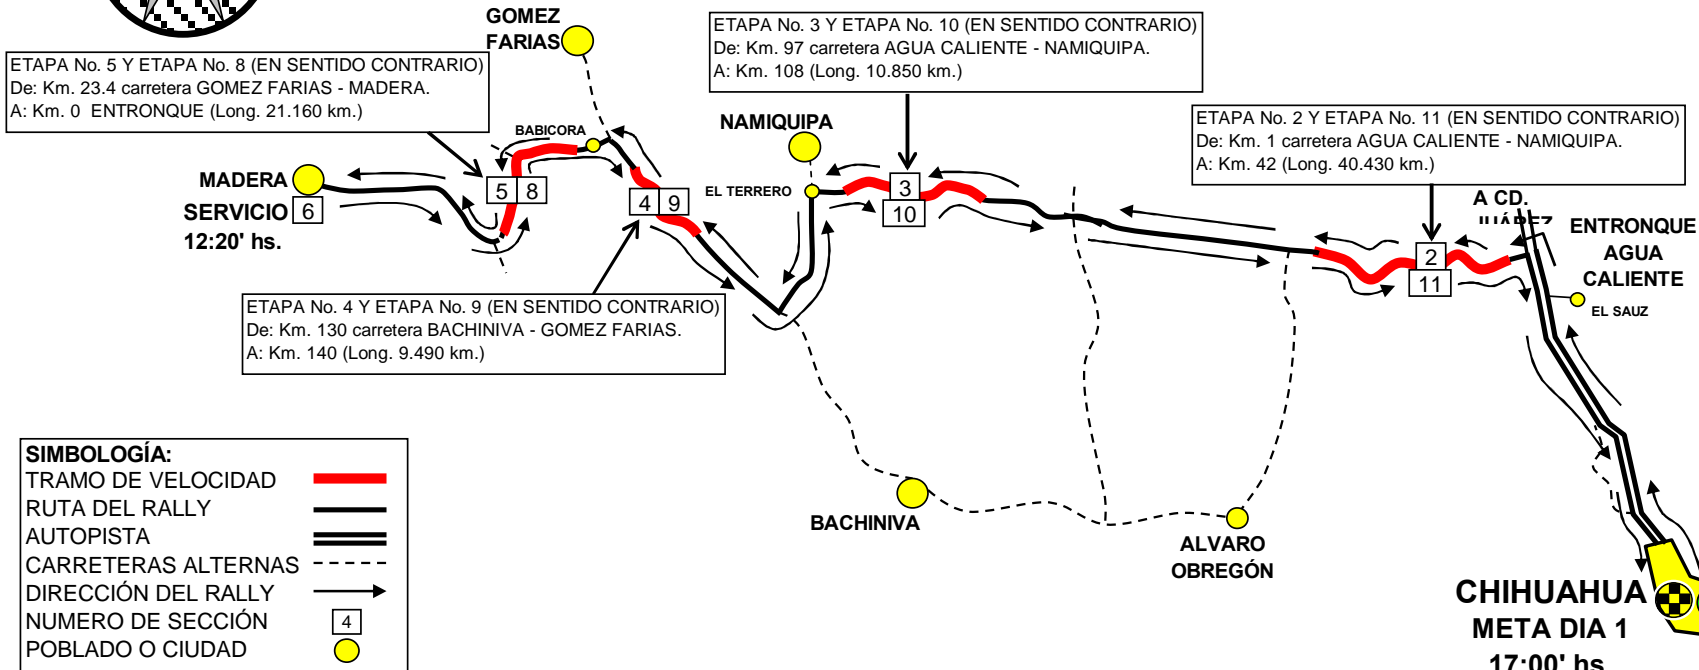 GOMEZ
FARIAS
ETAPA No. 3 Y ETAPA No. 10 (EN SENTIDO CONTRARIO)
De: Km. 97 carretera AGUA CALIENTE - NAMIQUIPA.
A: Km. 108 (Long. 10.850 km.)
ETAPA No. 5 Y ETAPA No. 8 (EN SENTIDO CONTRARIO)
De: Km. 23.4 carretera GOMEZ FARIAS - MADERA.
A: Km. 0 ENTRONQUE (Long. 21.160 km.)
ETAPA No. 2 Y ETAPA No. 11 (EN SENTIDO CONTRARIO)
De: Km. 1 carretera AGUA CALIENTE - NAMIQUIPA.
A: Km. 42 (Long. 40.430 km.)
BABICORA
NAMIQUIPA
MADERA
SERVICIO 6
12:20' hs.
5 8
4 9
EL TERRERO
3
10
A CD.
JUÁREZ
ENTRONQUE
AGUA
CALIENTE
2
11
EL SAUZ
ETAPA No. 4 Y ETAPA No. 9 (EN SENTIDO CONTRARIO)
De: Km. 130 carretera BACHINIVA - GOMEZ FARIAS.
A: Km. 140 (Long. 9.490 km.)
BACHINIVA
ALVARO
OBREGÓN
SIMBOLOGÍA:
TRAMO DE VELOCIDAD
RUTA DEL RALLY
AUTOPISTA
CARRETERAS ALTERNAS
DIRECCIÓN DEL RALLY
NUMERO DE SECCIÓN 4
POBLADO O CIUDAD
CHIHUAHUA
META DIA 1
17:00' hs